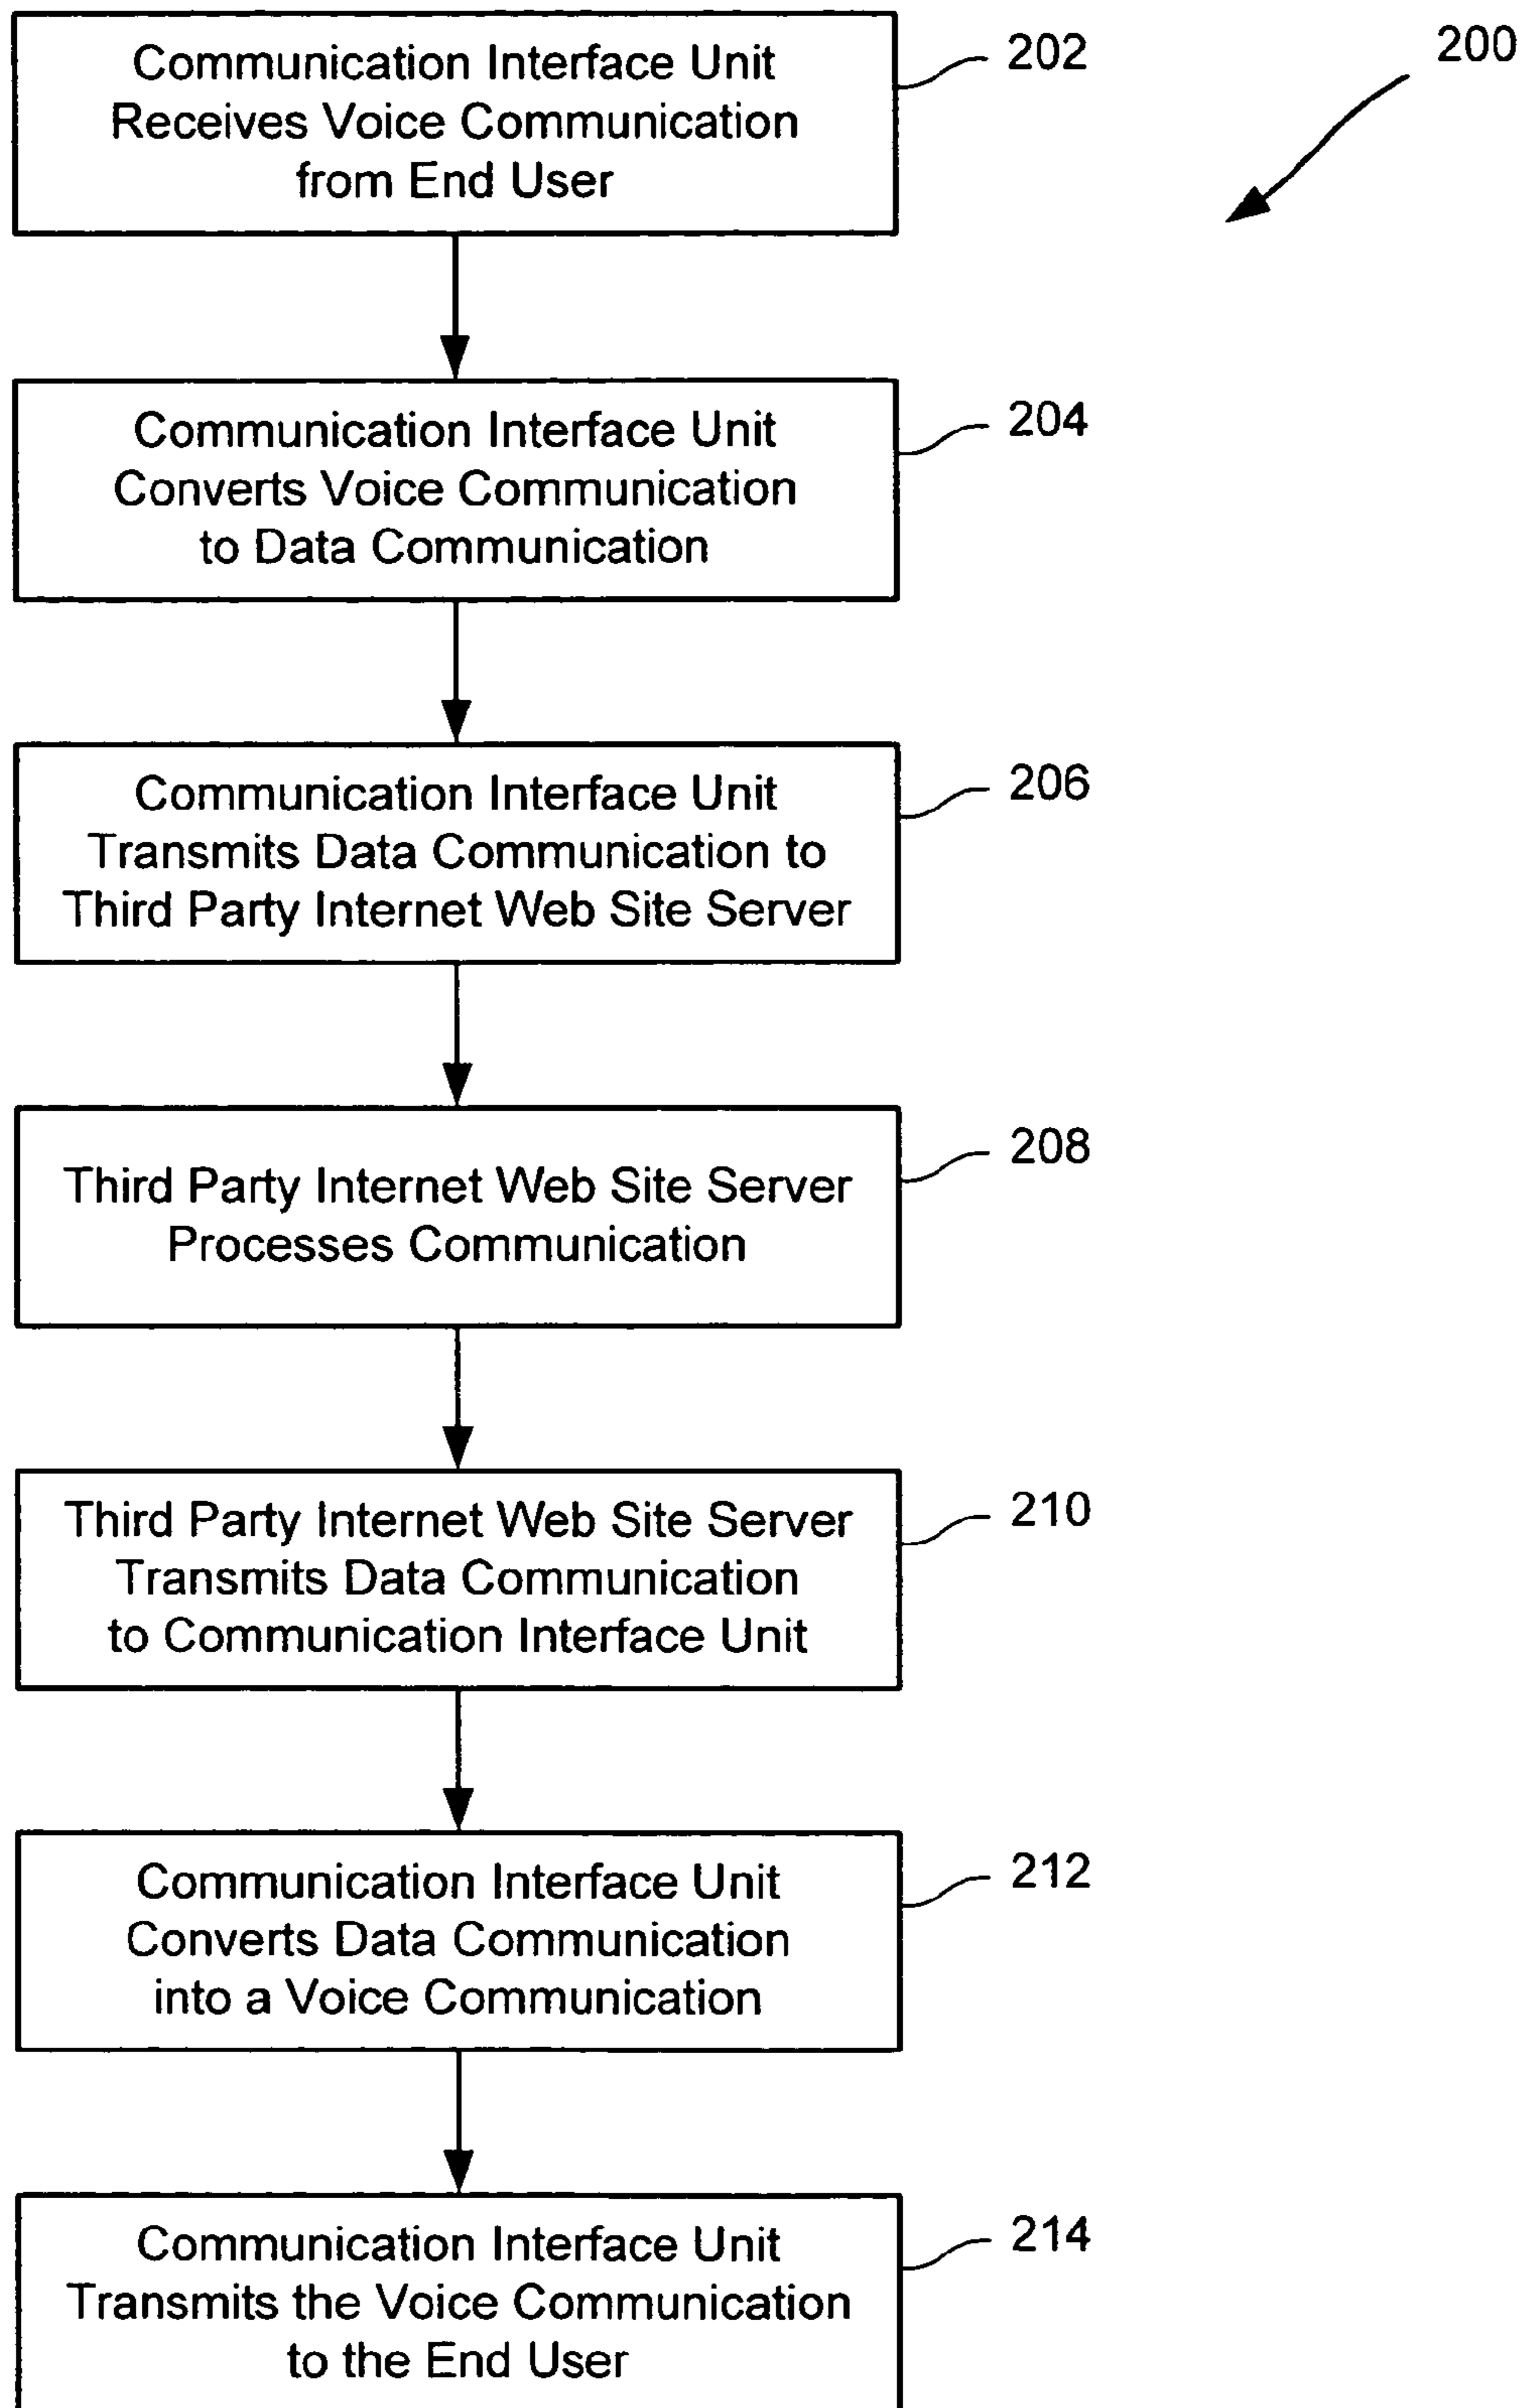 Communication Interface Unit
Receives Voice Communication
from End User
202
200
Communication Interface Unit
Converts Voice Communication
to Data Communication
204
Communication Interface Unit
Transmits Data Communication to
Third Party Internet Web Site Server
206
Third Party Internet Web Site Server
Processes Communication
208
Third Party Internet Web Site Server
Transmits Data Communication
to Communication Interface Unit
210
Communication Interface Unit
Converts Data Communication
into a Voice Communication
212
Communication Interface Unit
Transmits the Voice Communication
to the End User
214